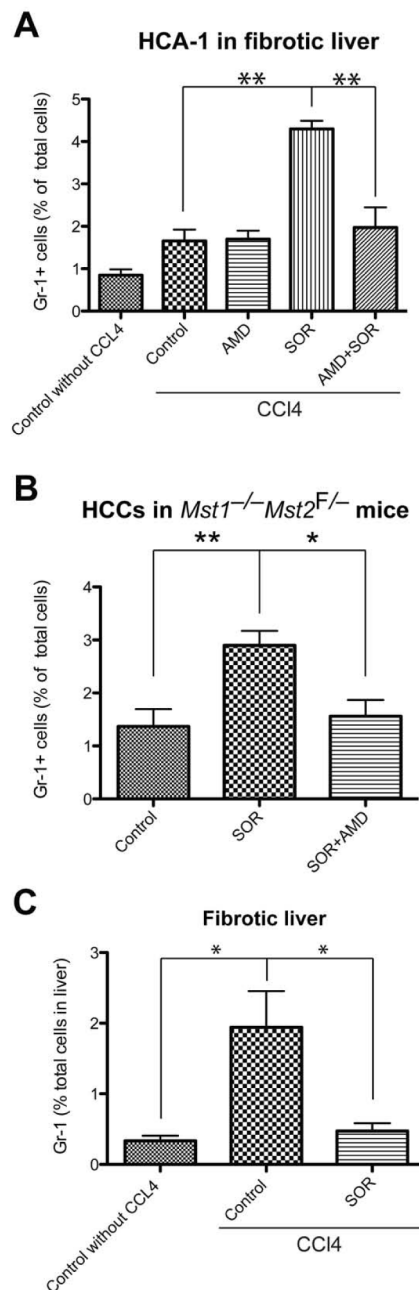 A
HCA-1 in fibrotic liver
** **
Gr-1+ cells (% of total cells)
5
4
3
2
1
0
Control without CCL4
Control
AMD
SOR
AMD+SOR
CCl4
B
HCCs in Mst1–/–Mst2F/– mice
** *
Gr-1+ cells (% of total cells)
4
3
2
1
0
Control
SOR
SOR+AMD
C
Fibrotic liver
* *
Gr-1 (% total cells in liver)
3
2
1
0
Control without CCL4
Control
SOR
CCl4